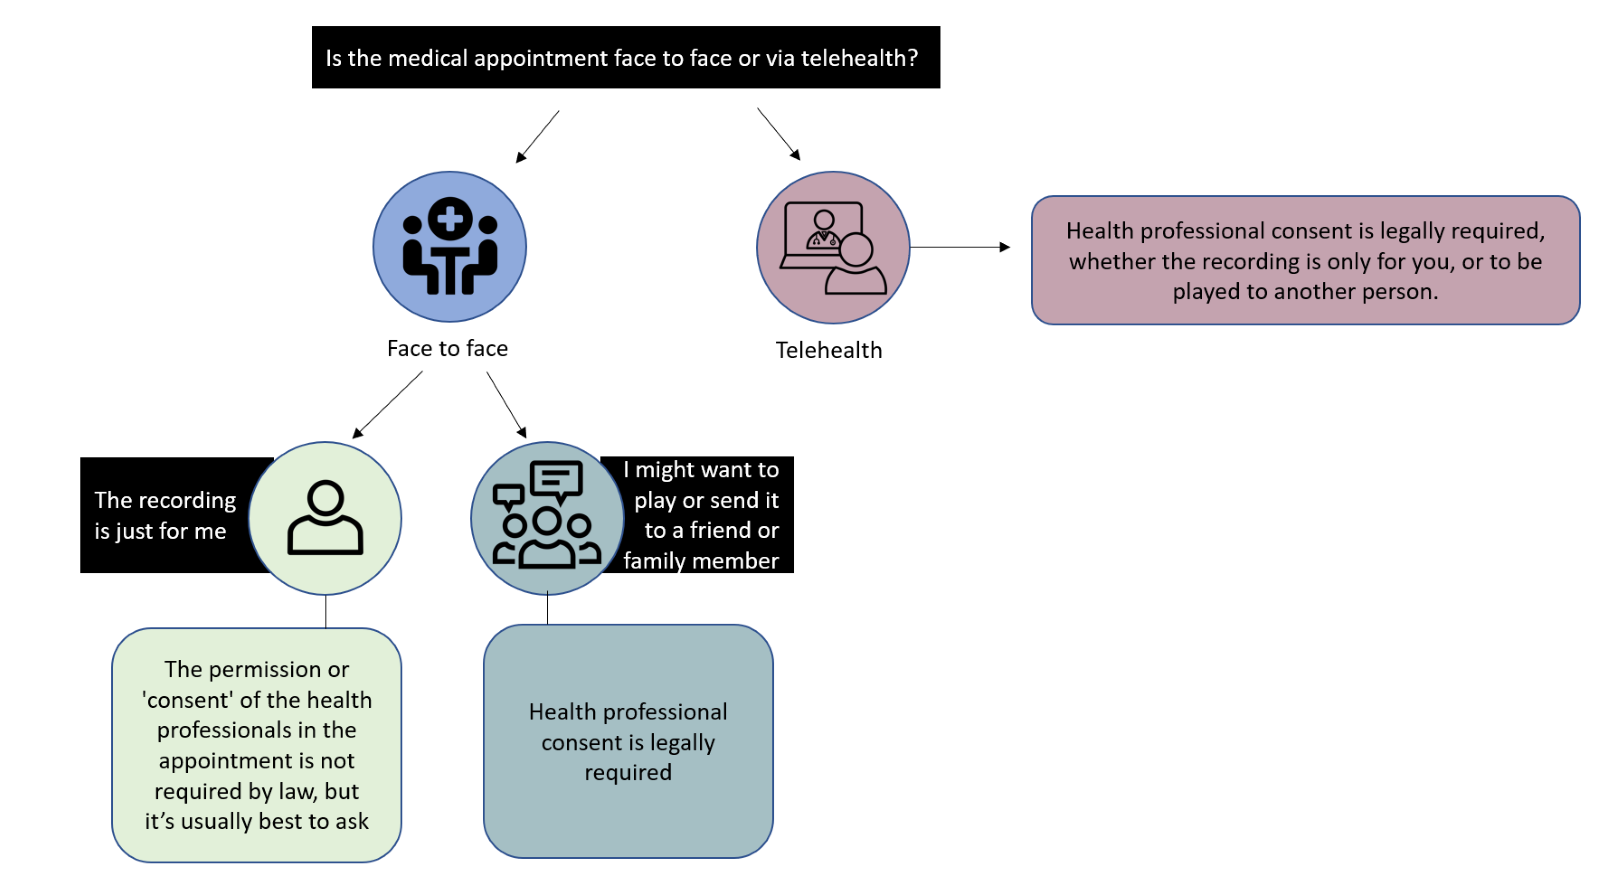 Is the medical appointment face to face or via telehealth?
Health professional consent is legally required,
whether the recording is only for you, or to be
played to another person.
Face to face
Telehealth
The recording
is just for me
I might want to
play or send it
to a friend or
family member
The permission or
'consent' of the health
professionals in the
appointment is not
required by law, but
it’s usually best to ask
Health professional
consent is legally
required